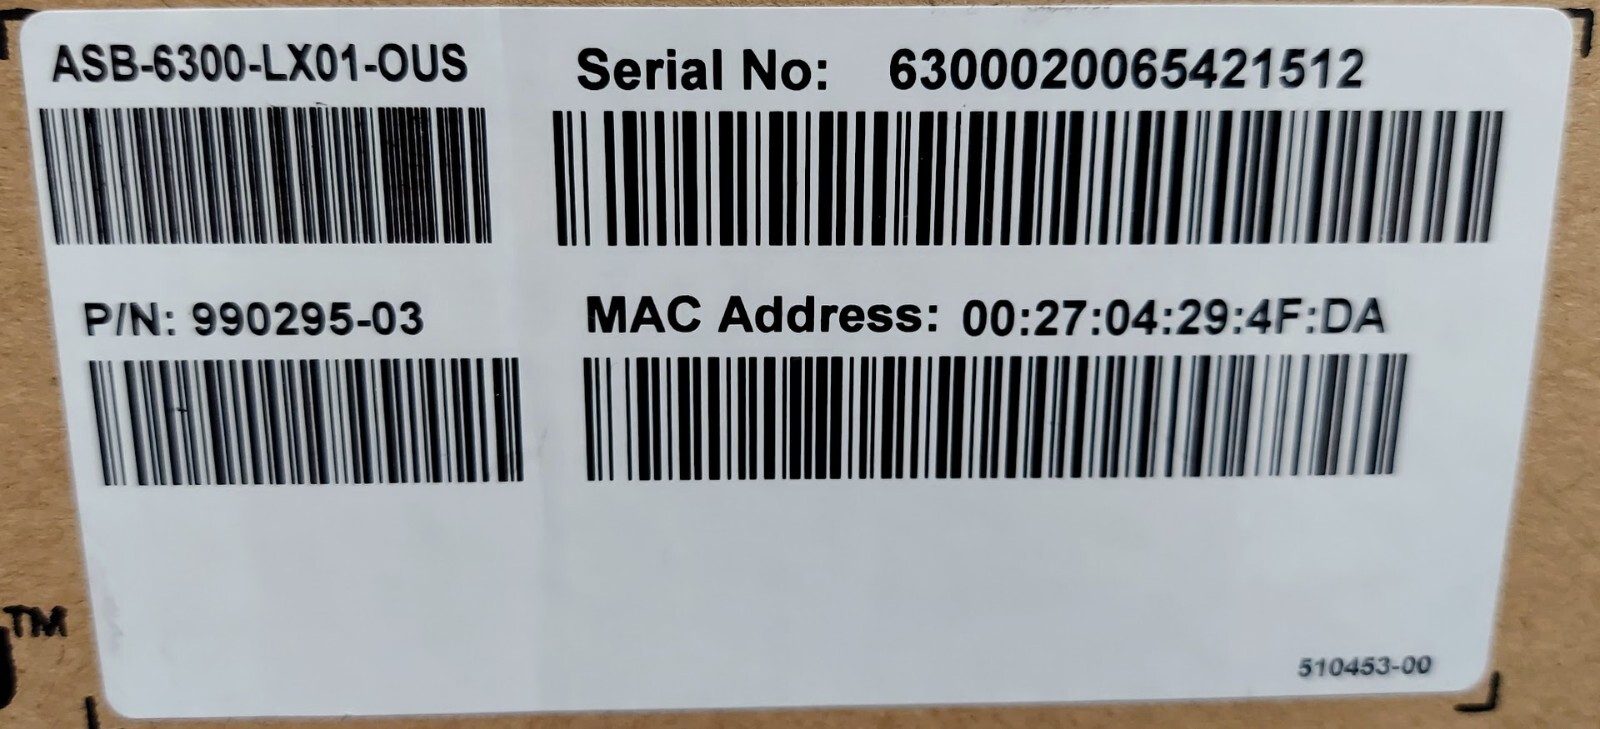 ASB-6300-LX01-OUS
Serial No: 6300020065421512
P/N: 990295-03
MAC Address: 00:27:04:29:4F:DA
TM
510453-00